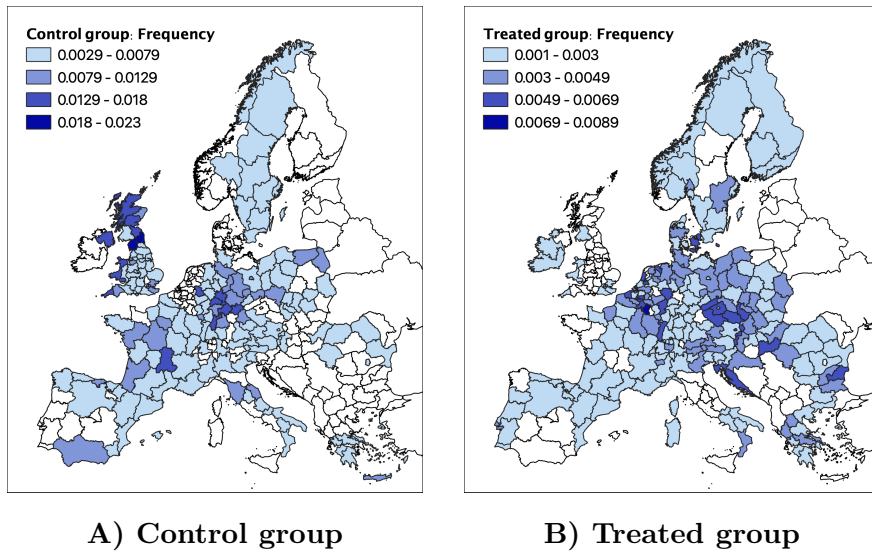 Control group: Frequency
0.0029 - 0.0079
0.0079 - 0.0129
0.0129 - 0.018
0.018 - 0.023
Treated group: Frequency
0.001 - 0.003
0.003 - 0.0049
0.0049 - 0.0069
0.0069 - 0.0089
A) Control group
B) Treated group